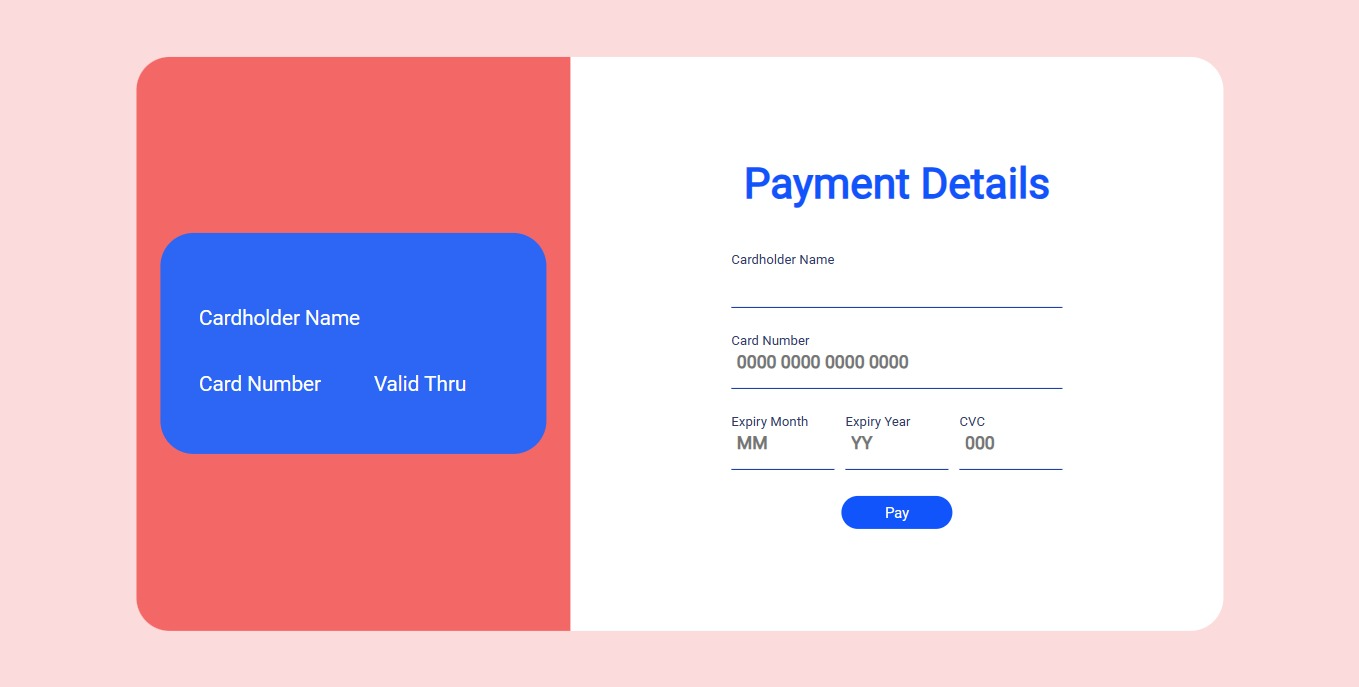 Cardholder Name
Card Number Valid Thru
Payment Details
Cardholder Name
Card Number
0000 0000 0000 0000
Expiry Month Expiry Year CVC
MM YY 000
Pay